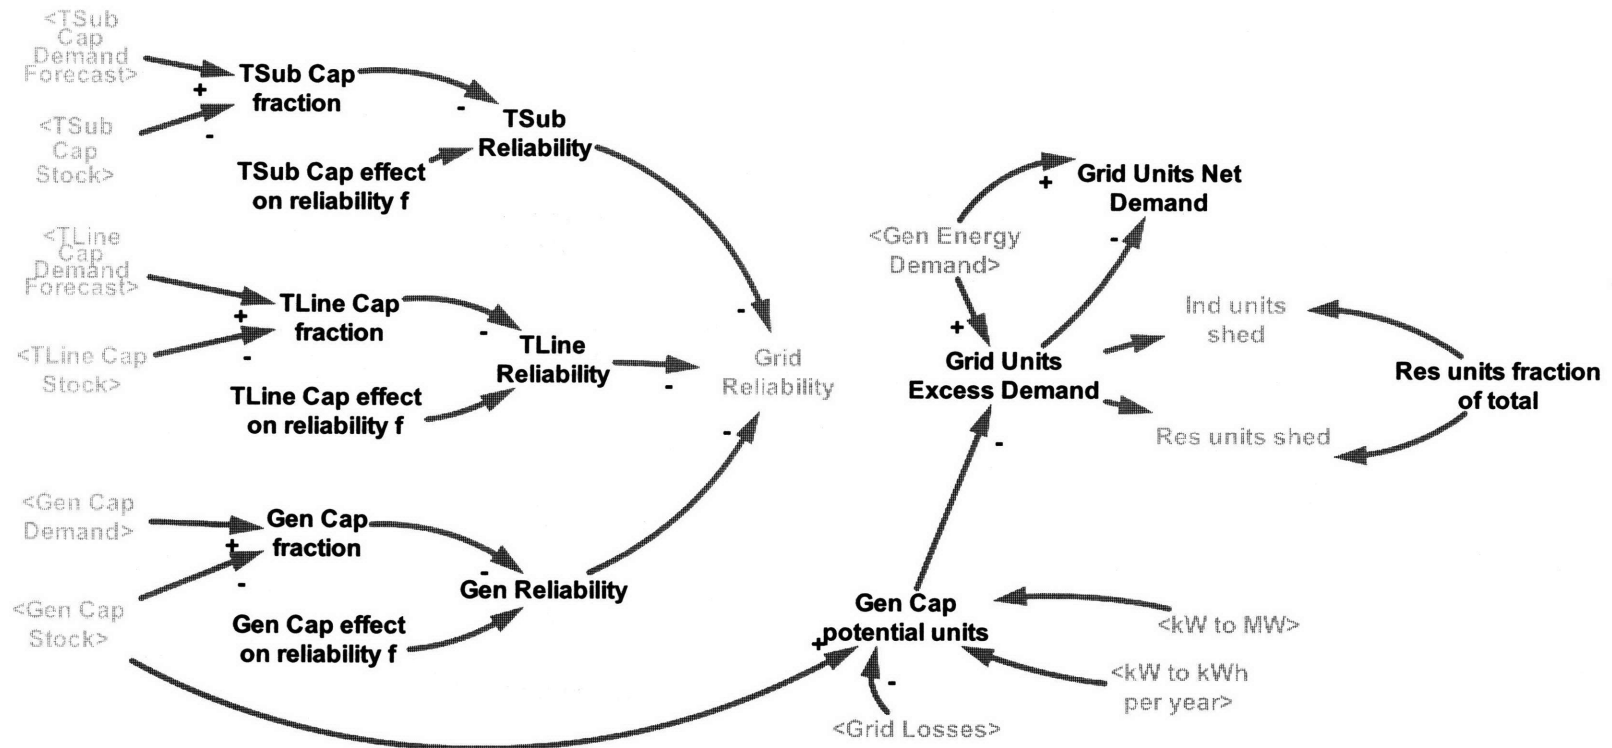 <TSub
Cap
Demand
Forecast>
+
TSub Cap
fraction
-
<TSub
Cap
Stock>
-
TSub
Reliability
TSub Cap effect
on reliability f
<TLine
Cap
Demand
Forecast>
+
TLine Cap
fraction
-
<TLine Cap
Stock>
-
TLine
Reliability
TLine Cap effect
on reliability f
-
-
Grid
Reliability
-
<Gen Cap
Demand>
+
Gen Cap
fraction
-
<Gen Cap
Stock>
-
Gen Reliability
Gen Cap effect
on reliability f
Grid Units Net
Demand
+
-
<Gen Energy
Demand>
+
Grid Units
Excess Demand
-
Ind units
shed
Res units shed
Res units fraction
of total
Gen Cap
potential units
+
-
<kW to MW>
<kW to kWh
per year>
<Grid Losses>